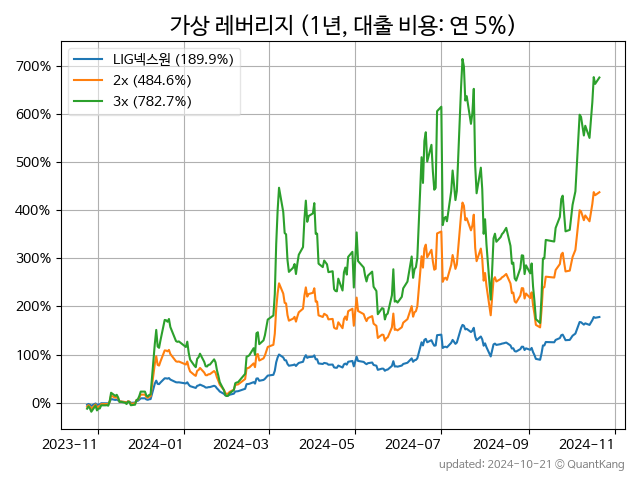 가상 레버리지 (1년, 대출 비용: 연 5%)
LIG넥스원 (189.9%)
2x (484.6%)
3x (782.7%)
700%
600%
500%
400%
300%
200%
100%
0%
2023-11 2024-01 2024-03 2024-05 2024-07 2024-09 2024-11
updated: 2024-10-21 © QuantKang